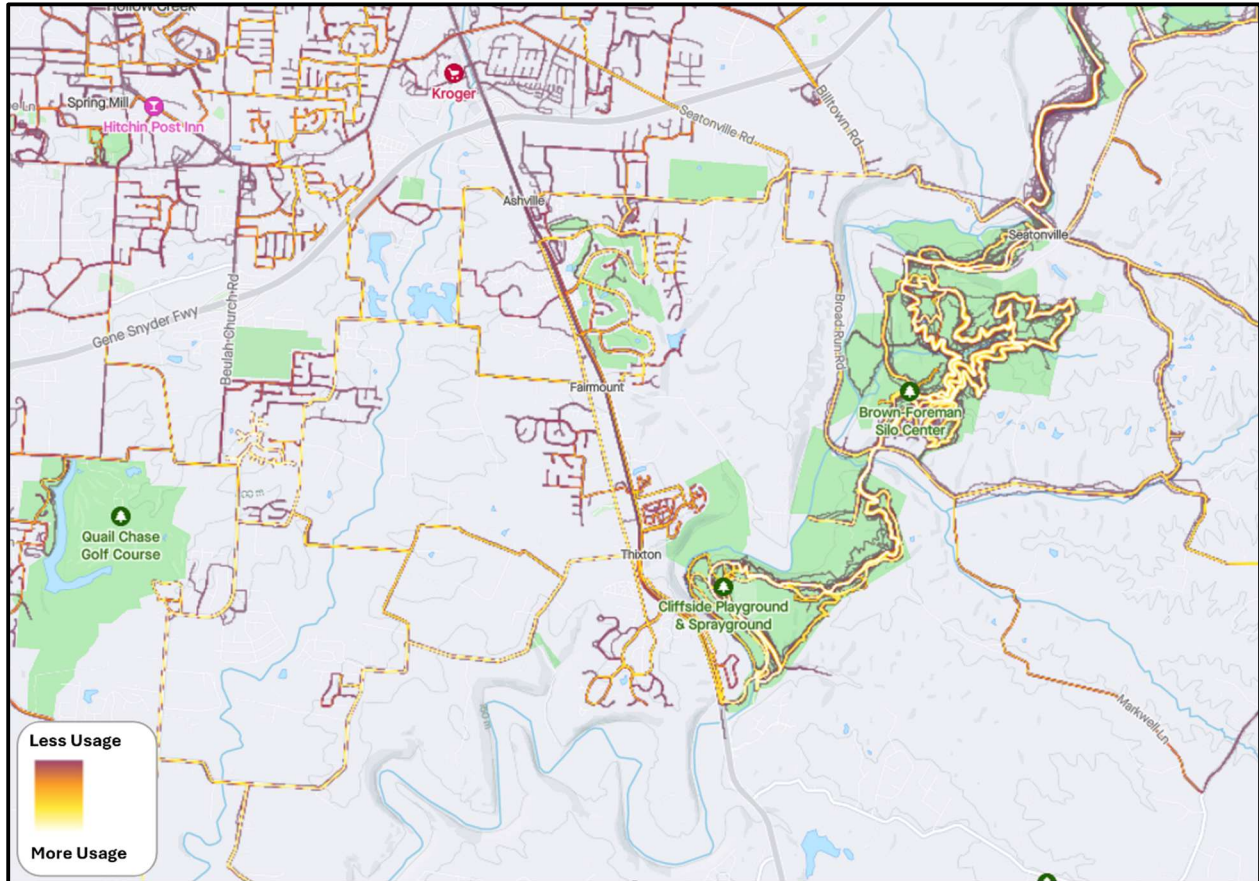 Hollow Creek
Kroger
Spring Mill
Hitchin Post Inn
Seatonville Rd
Billtown Rd
Ashville
Seatonville
Beulah Church Rd
Gene Snyder Fwy
Broad Run Rd
Fairmount
Brown-Foreman
Silo Center
Quail Chase
Golf Course
Thixton
Cliffside Playground
& Sprayground
Markwell Ln
Less Usage
More Usage